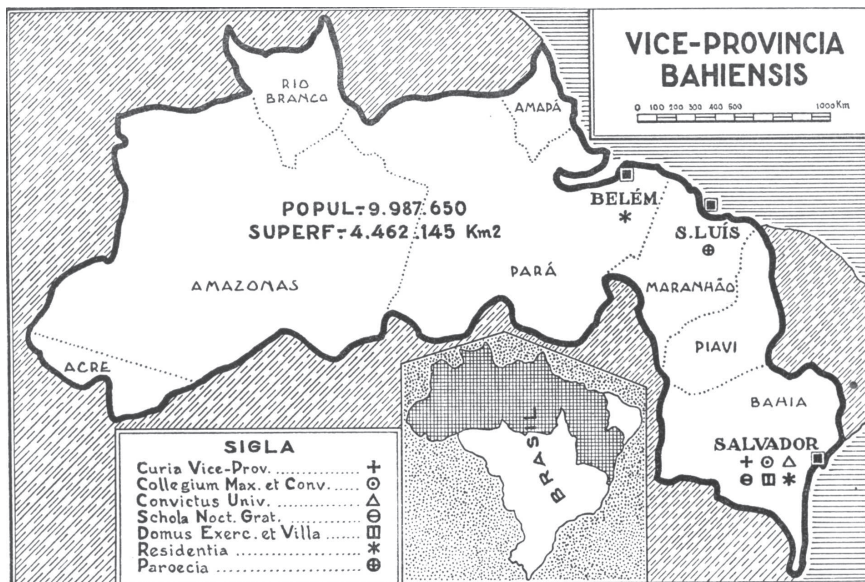 VICE-PROVINCIA
BAHIENSIS
0 100 200 300 400 500 1000 Km
RIO
BRANCO
AMAPÁ
BELÉM
S. LUÍS
POPUL-9.987.650
SUPERF-4.462.145 Km2
AMAZONAS
PARÁ
MARANHÃO
PIAVI
ACRE
BAHIA
SALVADOR
BRASIL
SIGLA
Curia Vice-Prov.
Collegium Max. et Conv.
Convictus Univ.
Schola Noct. Grat.
Domus Exerc. et Villa
Residentia
Paroecia